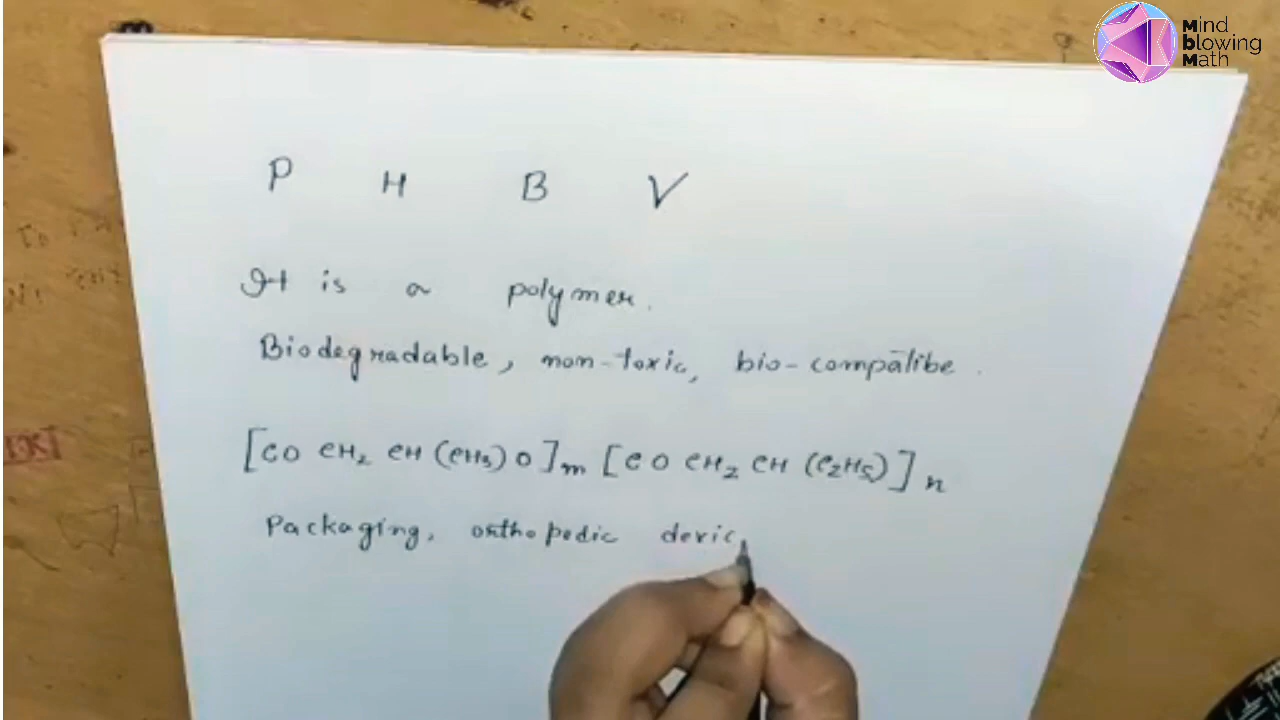 Mind
blowing
Math
P H B V
It is a polymer.
Biodegradable, non-toxic, bio-compatibe.
[CO CH₂ CH (CH₃) O]m [CO CH₂ CH (C₂H₅)]n
Packaging, orthopedic devic